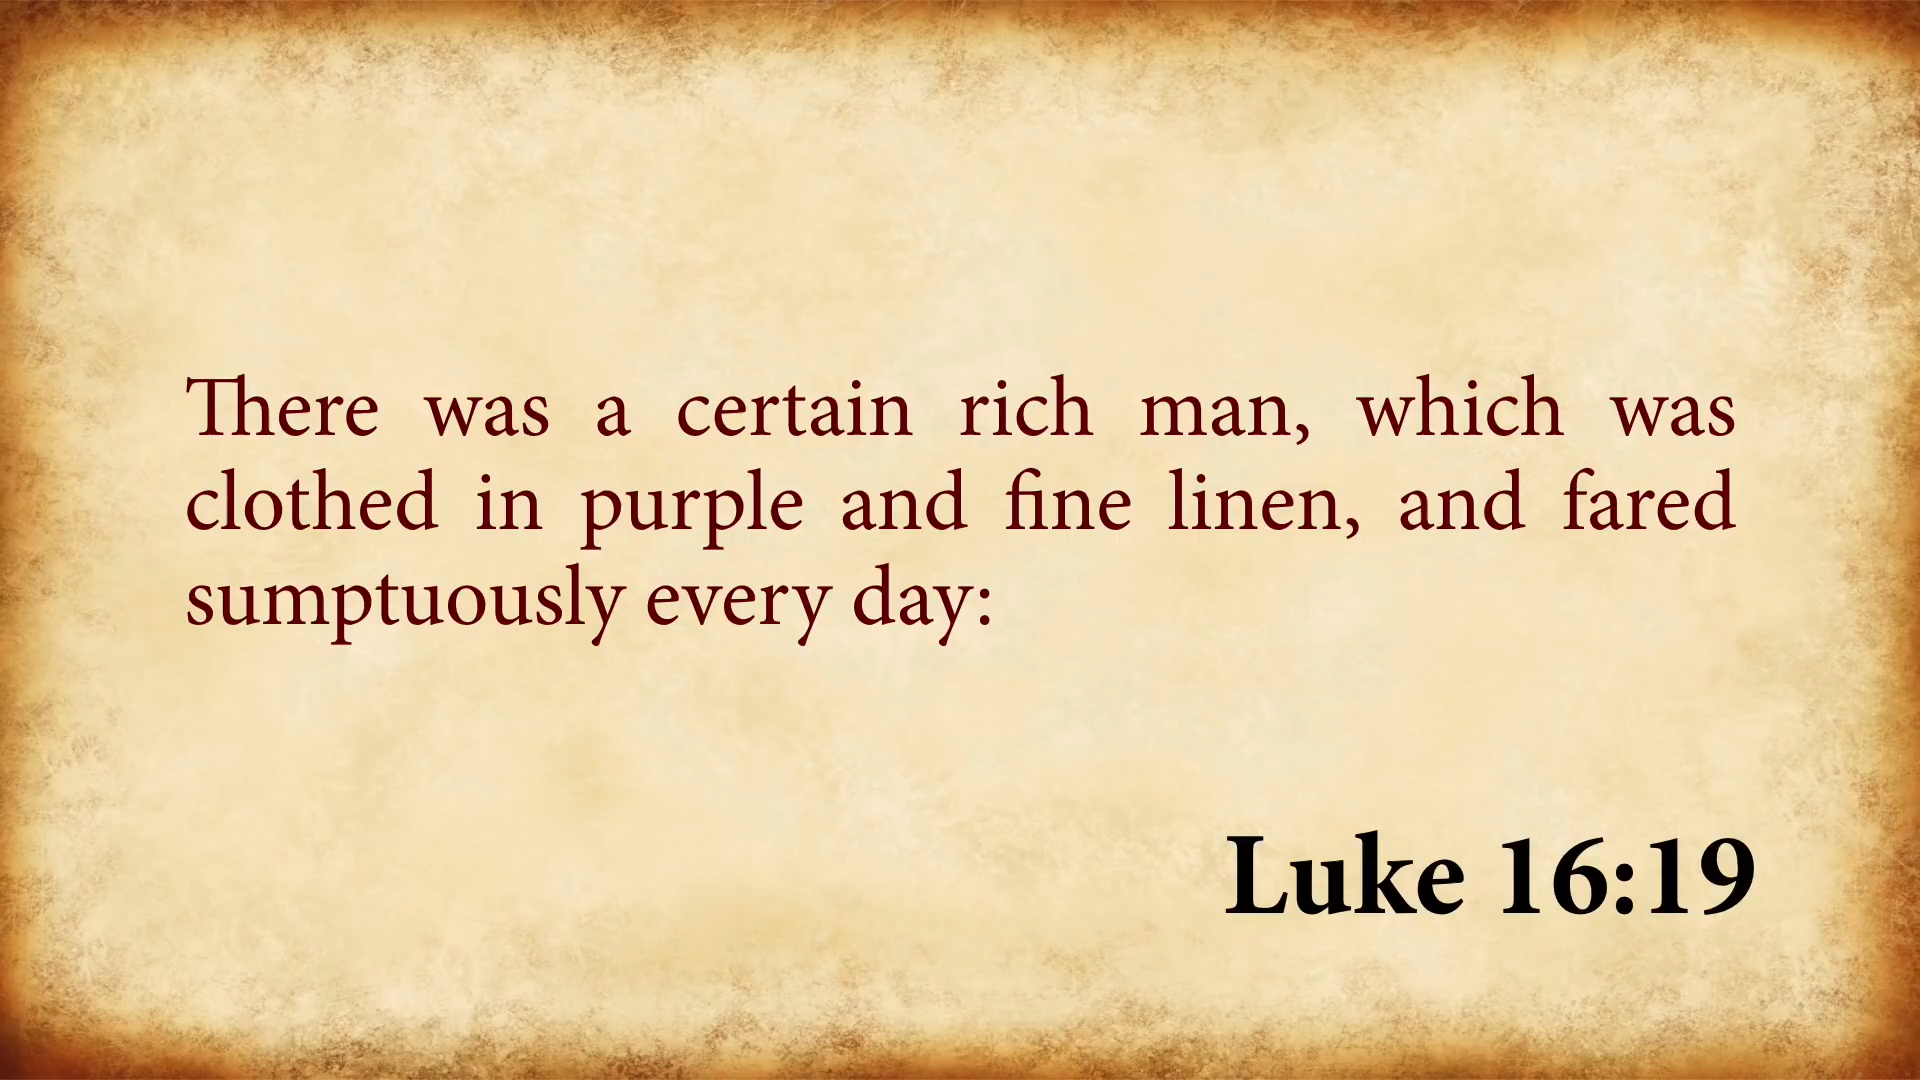 There was a certain rich man, which was
clothed in purple and fine linen, and fared
sumptuously every day:
Luke 16:19